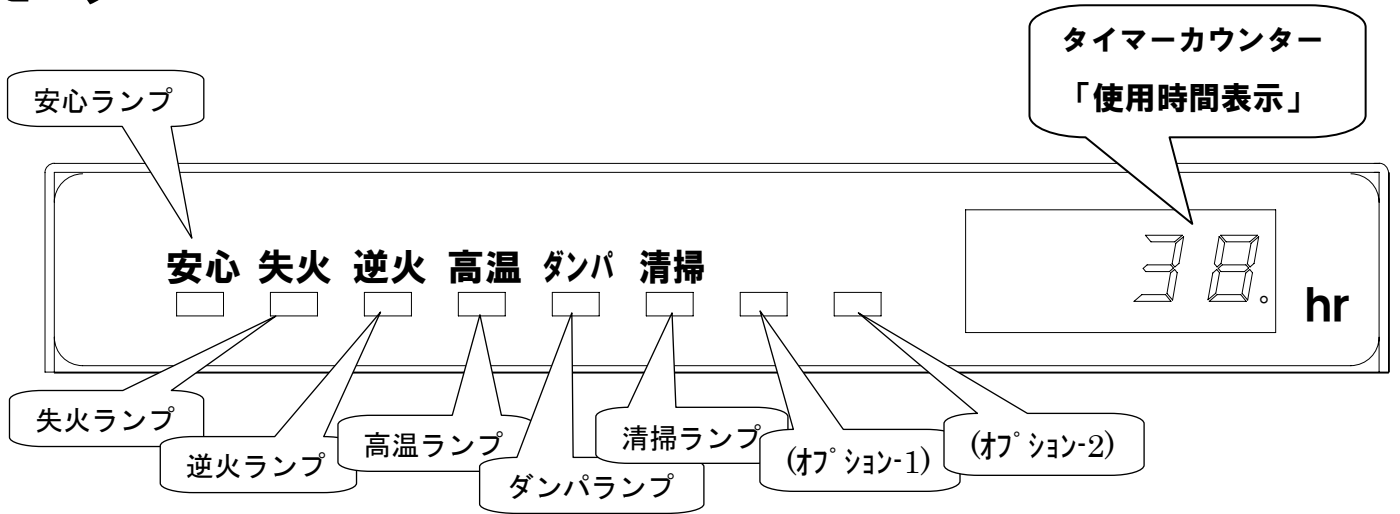 タイマーカウンター
「使用時間表示」
安心ランプ
安心 失火 逆火 高温 ダンパ 清掃
38.
hr
失火ランプ
逆火ランプ
高温ランプ
ダンパランプ
清掃ランプ
(ｵﾌﾟｼｮﾝ-1)
(ｵﾌﾟｼｮﾝ-2)